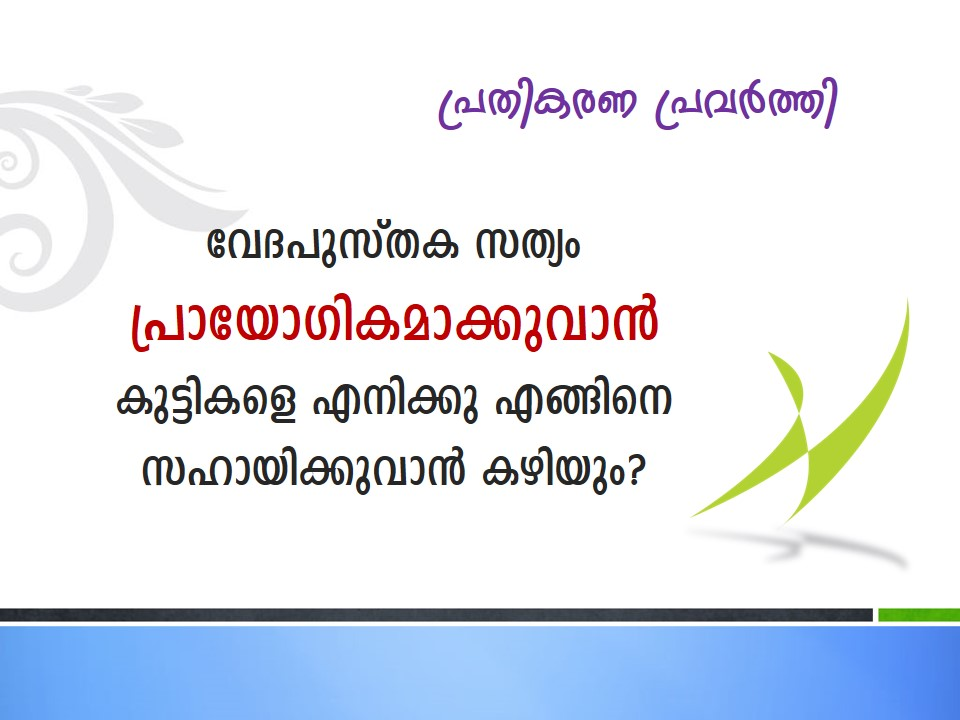 പ്രതികരണ പ്രവർത്തി
വേദപുസ്തക സത്യം
പ്രായോഗികമാക്കുവാൻ
കുട്ടികളെ എനിക്കു എങ്ങിനെ
സഹായിക്കുവാൻ കഴിയും?